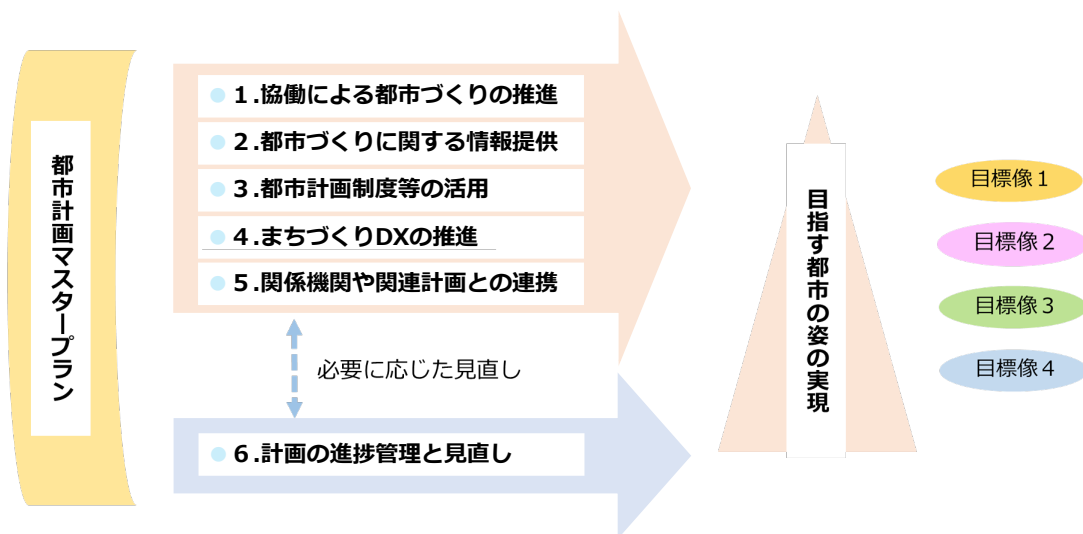 都市計画マスタープラン
1.協働による都市づくりの推進
2.都市づくりに関する情報提供
3.都市計画制度等の活用
4.まちづくりDXの推進
5.関係機関や関連計画との連携
必要に応じた見直し
6.計画の進捗管理と見直し
目指す都市の姿の実現
目標像1
目標像2
目標像3
目標像4